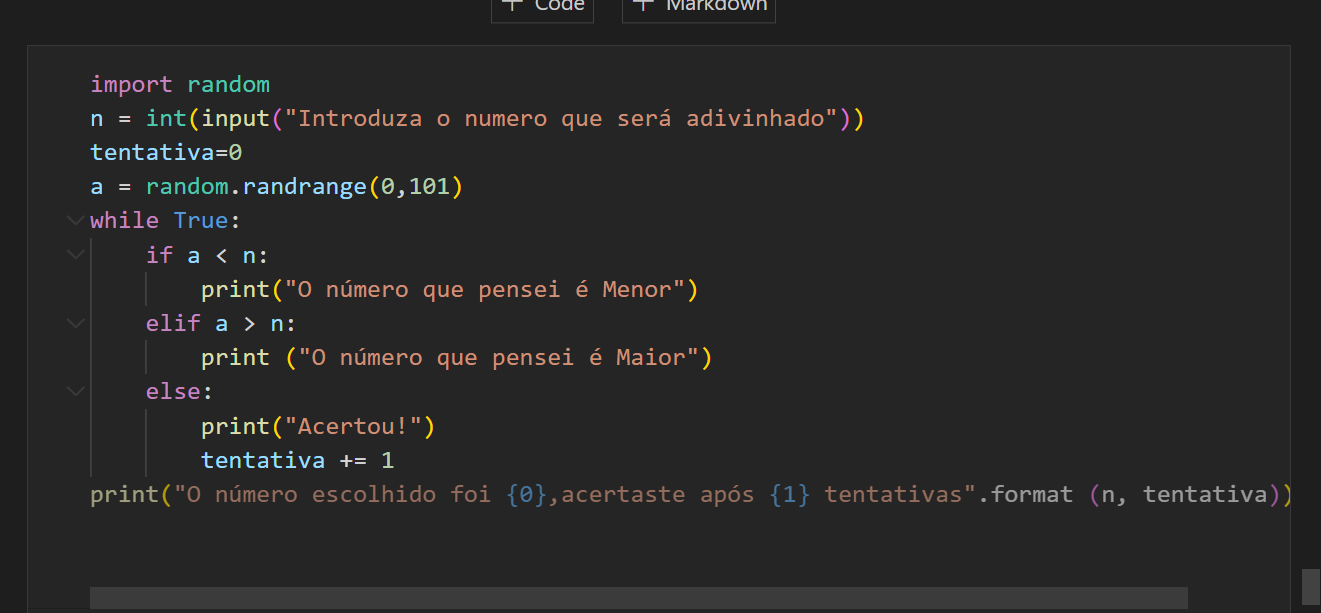 + Code + Markdown
import random
n = int(input("Introduza o numero que será adivinhado"))
tentativa=0
a = random.randrange(0,101)
while True:
    if a < n:
        print("O número que pensei é Menor")
    elif a > n:
        print ("O número que pensei é Maior")
    else:
        print("Acertou!")
        tentativa += 1
print("O número escolhido foi {0},acertaste após {1} tentativas".format (n, tentativa))